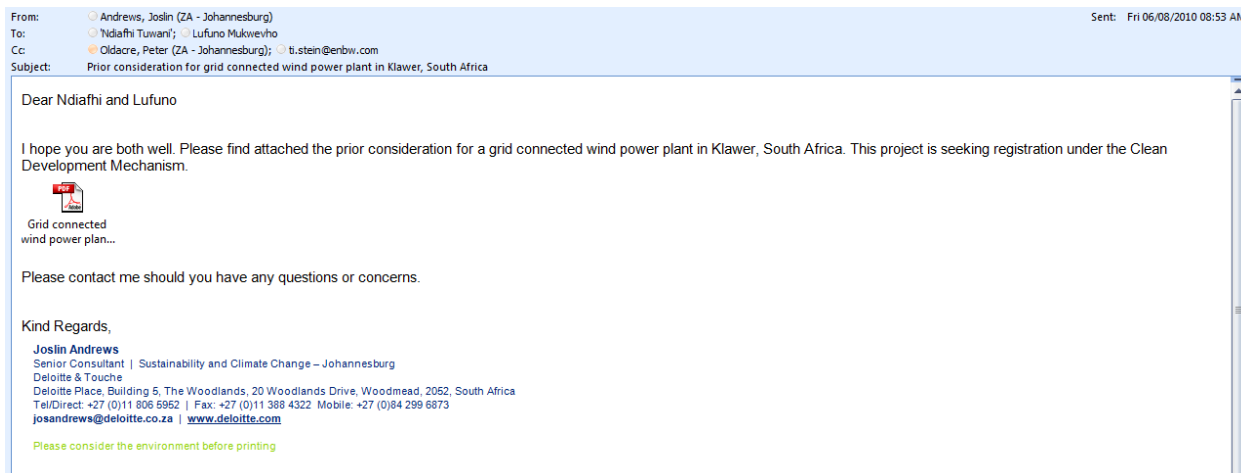 From: Andrews, Joslin (ZA - Johannesburg) Sent: Fri 06/08/2010 08:53 AM
To: 'Ndiafhi Tuwani'; Lufuno Mukwevho
Cc: Oldacre, Peter (ZA - Johannesburg); ti.stein@enbw.com
Subject: Prior consideration for grid connected wind power plant in Klawer, South Africa
Dear Ndiafhi and Lufuno
I hope you are both well. Please find attached the prior consideration for a grid connected wind power plant in Klawer, South Africa. This project is seeking registration under the Clean
Development Mechanism.
PDF
Adobe
Grid connected
wind power plan...
Please contact me should you have any questions or concerns.
Kind Regards,
Joslin Andrews
Senior Consultant | Sustainability and Climate Change – Johannesburg
Deloitte & Touche
Deloitte Place, Building 5, The Woodlands, 20 Woodlands Drive, Woodmead, 2052, South Africa
Tel/Direct: +27 (0)11 806 5952 | Fax: +27 (0)11 388 4322 Mobile: +27 (0)84 299 6873
josandrews@deloitte.co.za | www.deloitte.com
Please consider the environment before printing